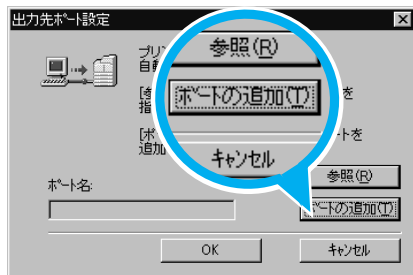 出力先ﾎﾟｰﾄ設定
プリン
自動
[参
指
を
[ポ
ートを
追加
参照(R)
ﾎﾟｰﾄの追加(T)
キャンセル
参照(R)
ﾎﾟｰﾄの追加(T)
ﾎﾟｰﾄ名:
OK
ｷｬﾝｾﾙ